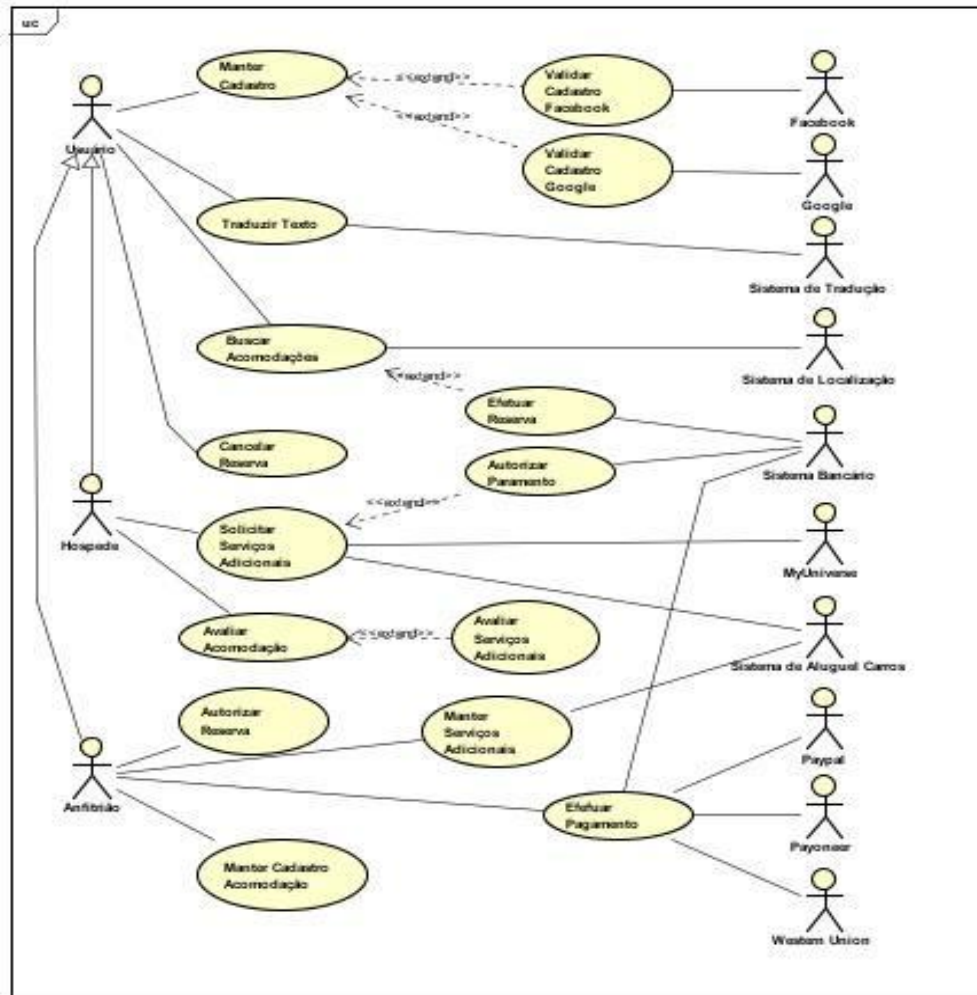 uc
Manter
Cadastro
<<extend>>
Validar
Cadastro
Facebook
Facebook
Usuário
<<extend>>
Validar
Cadastro
Google
Google
Traduzir Texto
Sistema de Tradução
Buscar
Acomodações
Sistema de Localização
<<extend>>
Efetuar
Reserva
Cancelar
Reserva
Autorizar
Paramento
Sistema Bancário
<<extend>>
Hospede
Solicitar
Serviços
Adicionais
MyUniverse
Avaliar
Acomodação
<<extend>>
Avaliar
Serviços
Adicionais
Sistema de Aluguel Carros
Autorizar
Reserva
Manter
Serviços
Adicionais
Paypal
Anfitrião
Efefuar
Pagamento
Payoneer
Manter Cadastro
Acomodação
Western Union